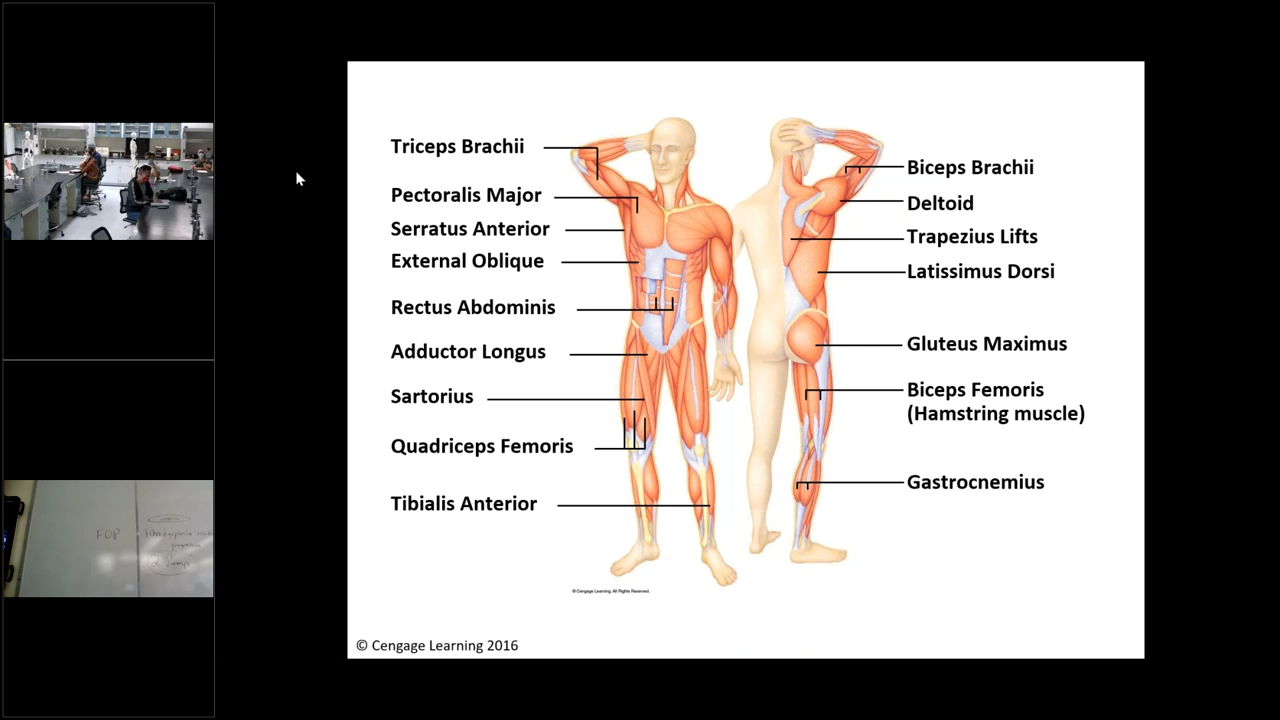 Triceps Brachii
Pectoralis Major
Serratus Anterior
External Oblique
Rectus Abdominis
Adductor Longus
Sartorius
Quadriceps Femoris
Tibialis Anterior
Biceps Brachii
Deltoid
Trapezius Lifts
Latissimus Dorsi
Gluteus Maximus
Biceps Femoris
(Hamstring muscle)
Gastrocnemius
© Cengage Learning. All Rights Reserved.
© Cengage Learning 2016
FOP